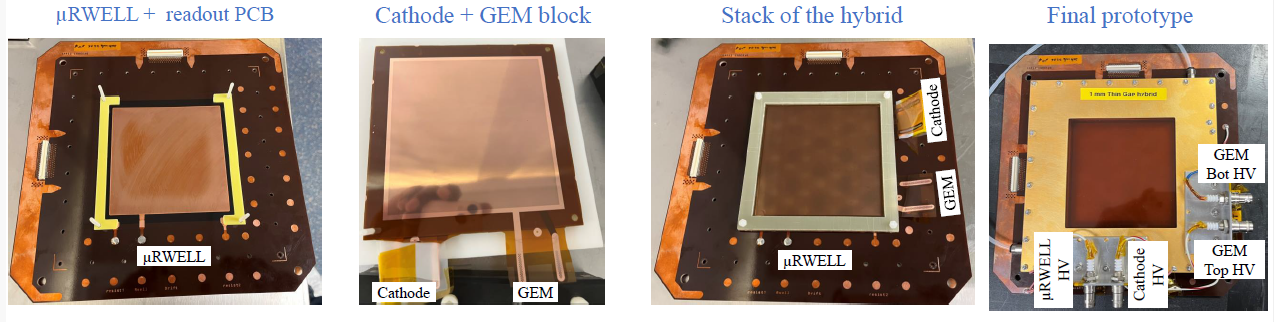 µRWELL + readout PCB
Cathode + GEM block
Stack of the hybrid
Final prototype
µRWELL
Cathode
GEM
Cathode
GEM
µRWELL
1 mm Thin Gap hybrid
GEM
Bot HV
GEM
Top HV
µRWELL
HV
Cathode
HV